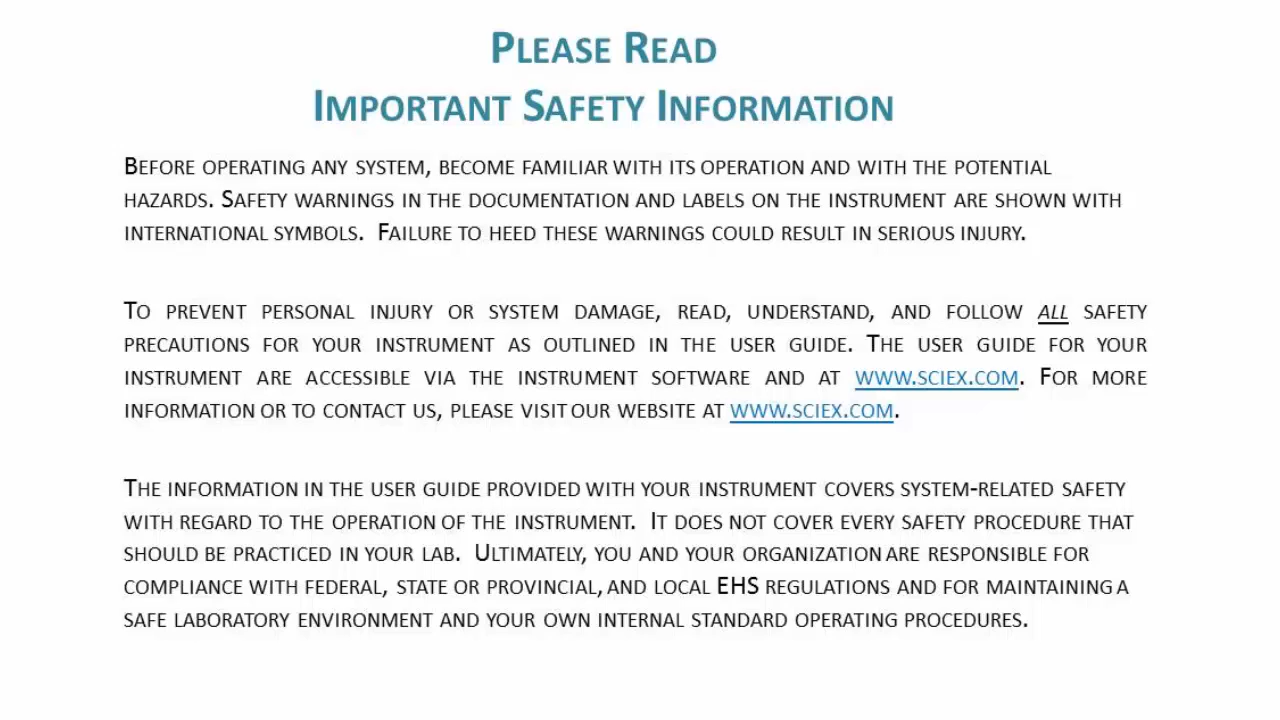 Please Read
Important Safety Information
Before operating any system, become familiar with its operation and with the potential
hazards. Safety warnings in the documentation and labels on the instrument are shown with
international symbols.  Failure to heed these warnings could result in serious injury.
To prevent personal injury or system damage, read, understand, and follow all safety
precautions for your instrument as outlined in the user guide. The user guide for your
instrument are accessible via the instrument software and at www.sciex.com. For more
information or to contact us, please visit our website at www.sciex.com.
The information in the user guide provided with your instrument covers system-related safety
with regard to the operation of the instrument.  It does not cover every safety procedure that
should be practiced in your lab.  Ultimately, you and your organization are responsible for
compliance with federal, state or provincial, and local EHS regulations and for maintaining a
safe laboratory environment and your own internal standard operating procedures.